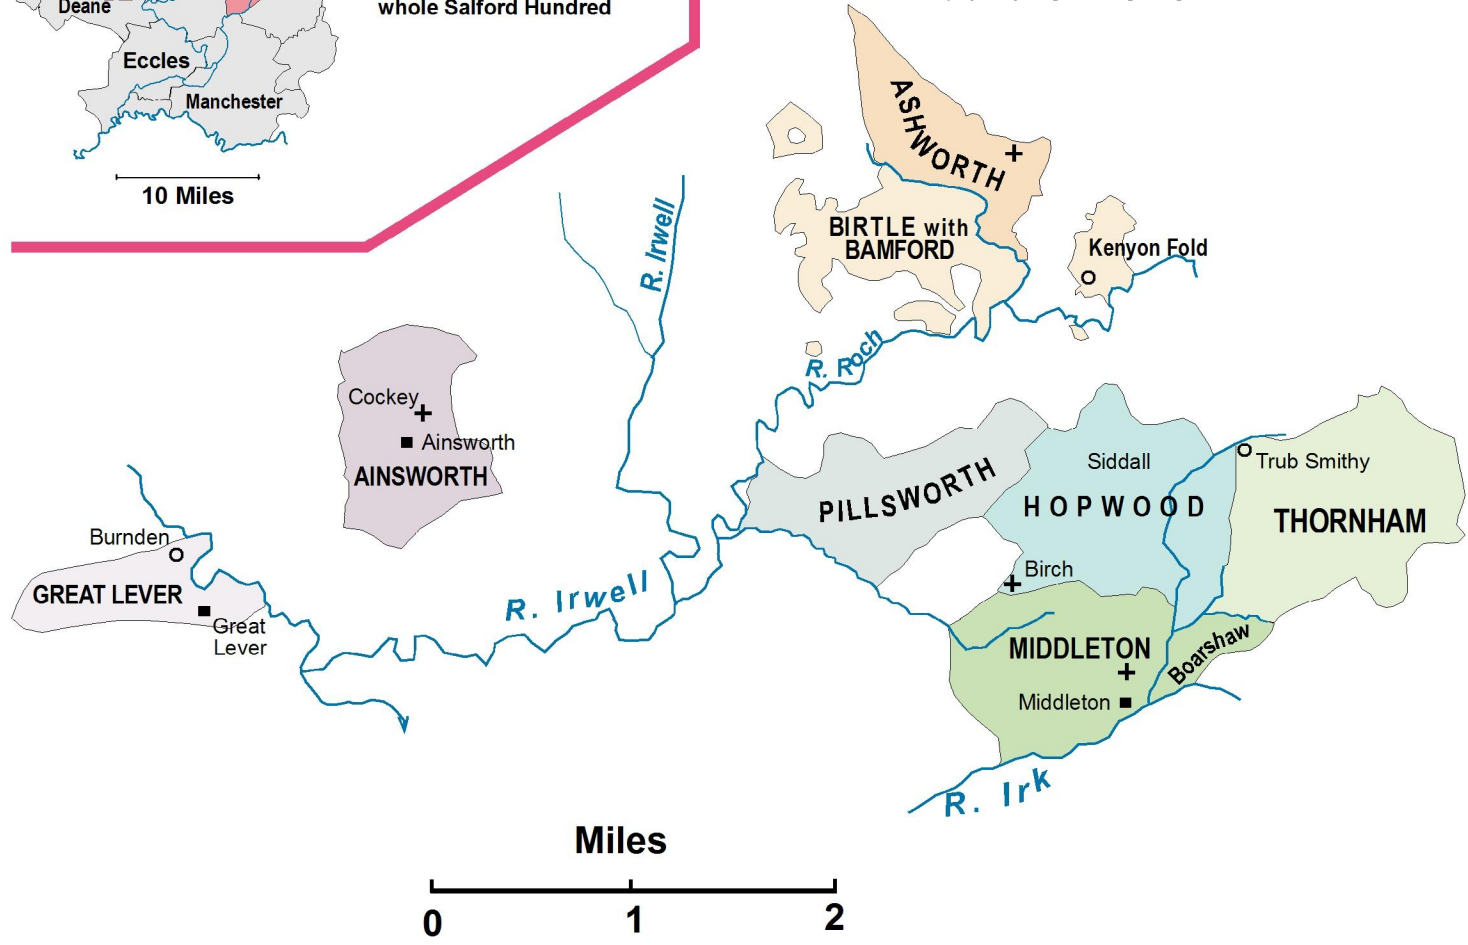 Deane
whole Salford Hundred
Eccles
Manchester
10 Miles
ASHWORTH
R. Irwell
BIRTLE with
BAMFORD
Kenyon Fold
R. Roch
Cockey
Ainsworth
AINSWORTH
PILLSWORTH
Siddall
HOPWOOD
Trub Smithy
THORNHAM
Burnden
GREAT LEVER
Great
Lever
R. Irwell
Birch
MIDDLETON
Boarshaw
Middleton
R. Irk
Miles
0 1 2